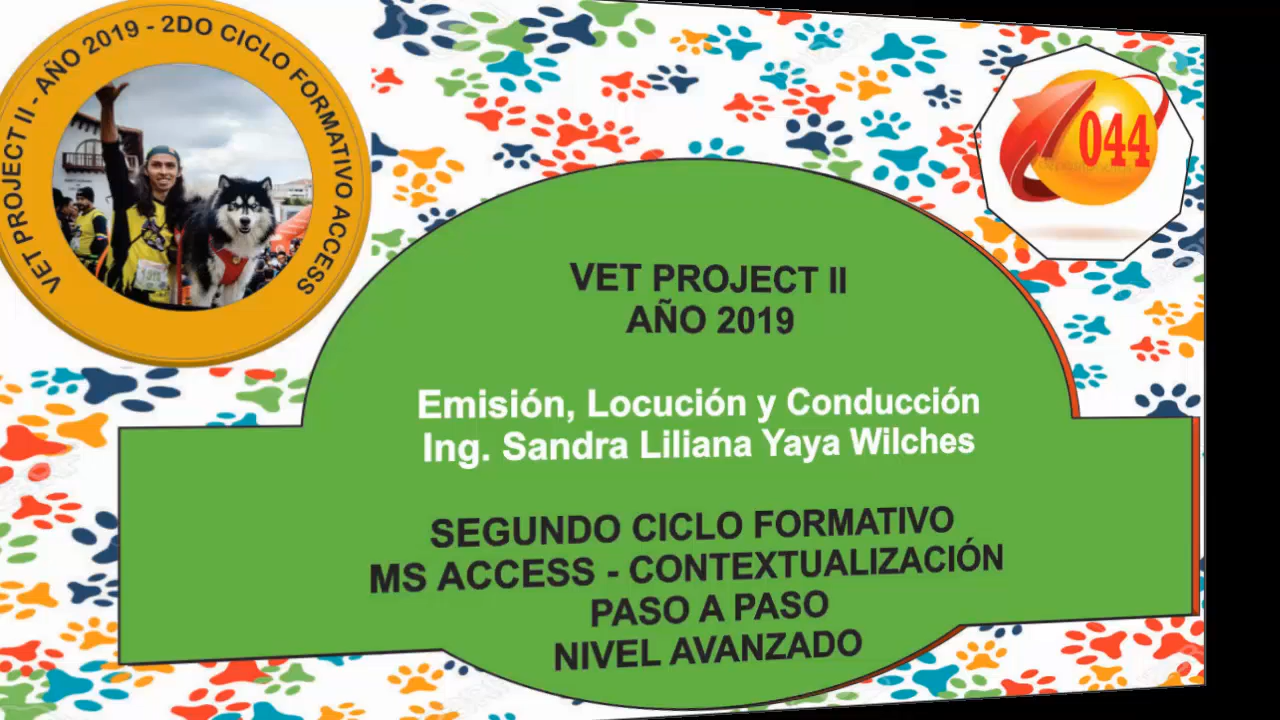 VET PROJECT II - AÑO 2019 - 2DO CICLO FORMATIVO ACCESS
044
VET PROJECT II
AÑO 2019
Emisión, Locución y Conducción
Ing. Sandra Liliana Yaya Wilches
SEGUNDO CICLO FORMATIVO
MS ACCESS - CONTEXTUALIZACIÓN
PASO A PASO
NIVEL AVANZADO